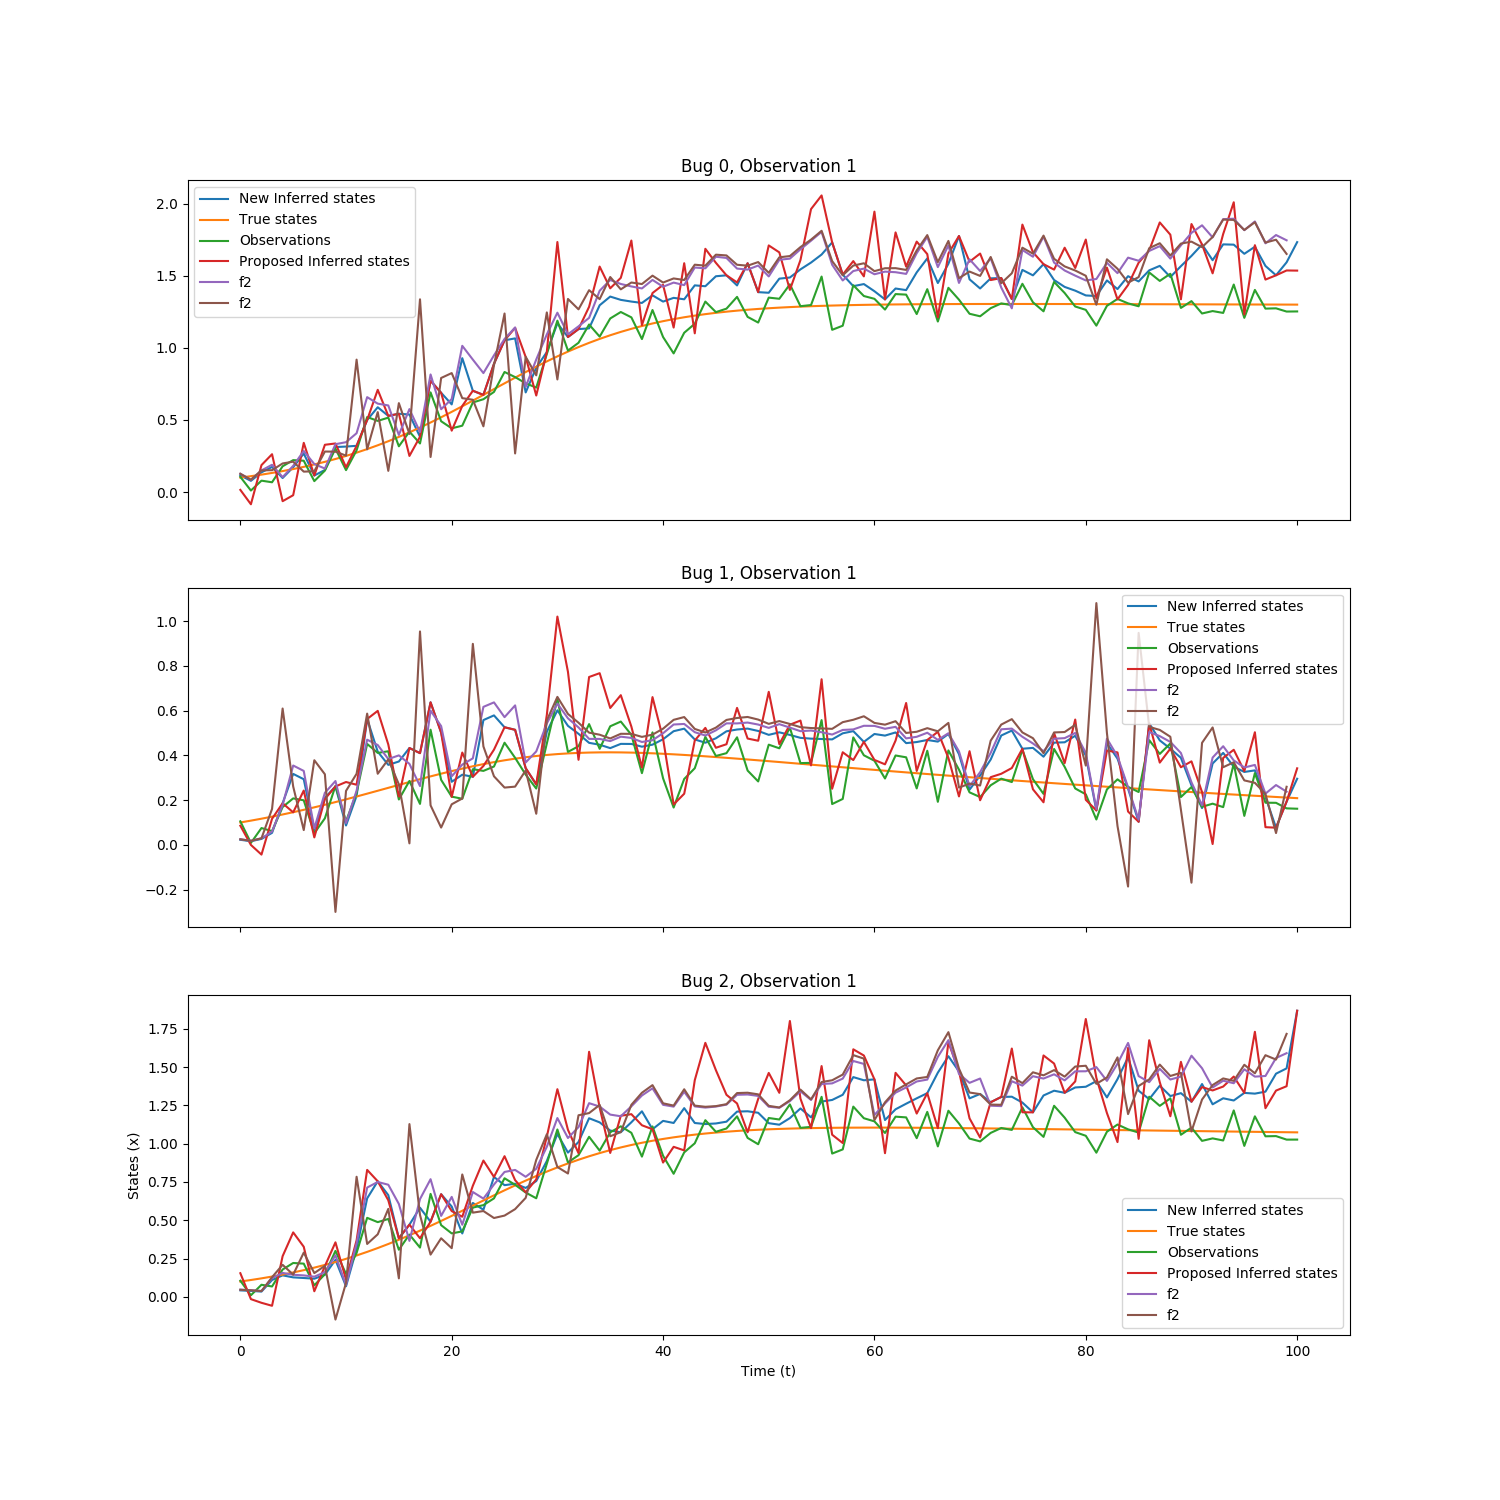 Bug 0, Observation 1
2.0
1.5
1.0
0.5
0.0
New Inferred states
True states
Observations
Proposed Inferred states
f2
f2
Bug 1, Observation 1
1.0
0.8
0.6
0.4
0.2
0.0
−0.2
New Inferred states
True states
Observations
Proposed Inferred states
f2
f2
Bug 2, Observation 1
States (x)
1.75
1.50
1.25
1.00
0.75
0.50
0.25
0.00
New Inferred states
True states
Observations
Proposed Inferred states
f2
f2
0 20 40 60 80 100
Time (t)